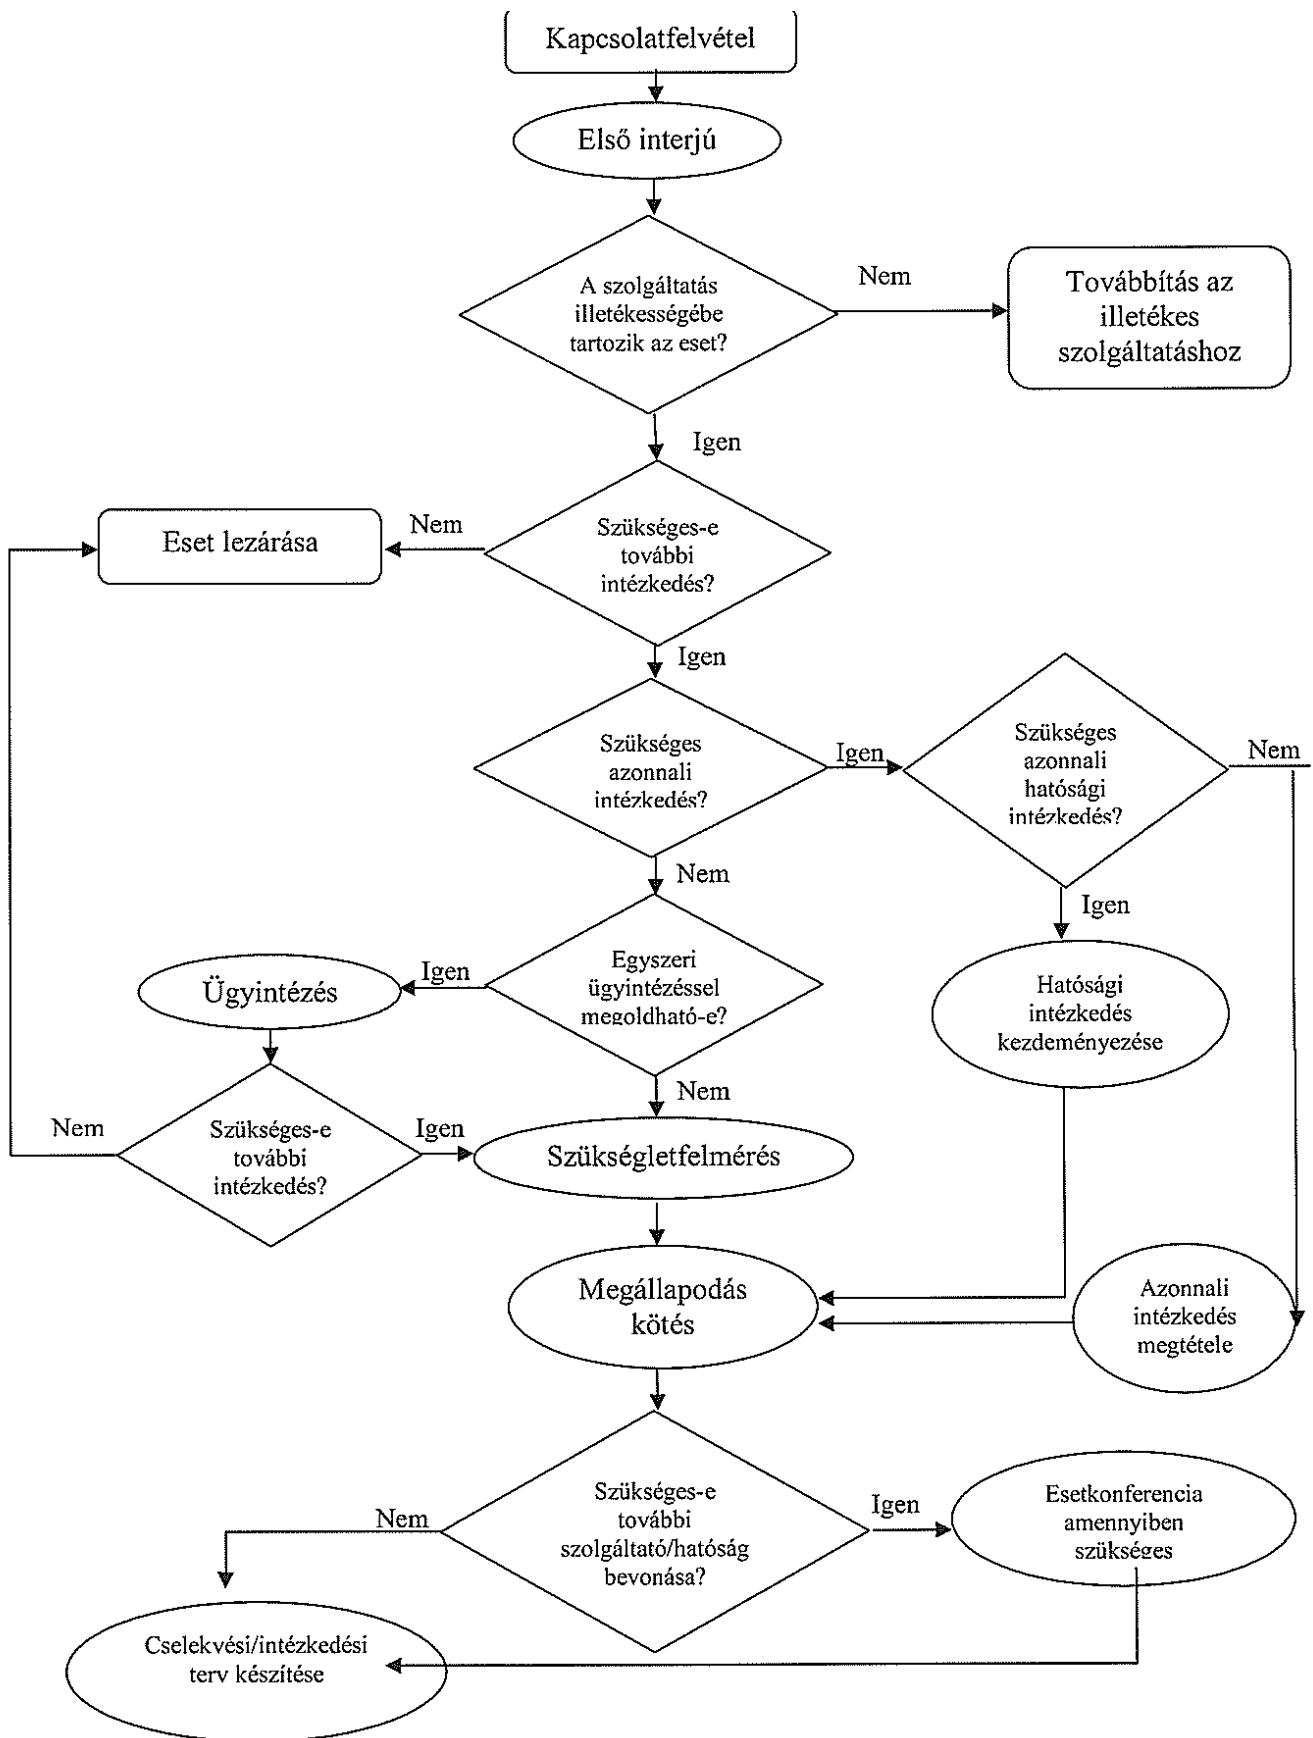 Kapcsolatfelvétel
Első interjú
A szolgáltatás
illetékességébe
tartozik az eset?
Nem
Továbbítás az
illetékes
szolgáltatáshoz
Igen
Eset lezárása
Nem
Szükséges-e
további
intézkedés?
Igen
Szükséges
azonnali
intézkedés?
Igen
Szükséges
azonnali
hatósági
intézkedés?
Nem
Nem
Igen
Ügyintézés
Igen
Egyszeri
ügyintézéssel
megoldható-e?
Hatósági
intézkedés
kezdeményezése
Nem
Nem
Szükséges-e
további
intézkedés?
Igen
Szükségletfelmérés
Megállapodás
kötés
Azonnali
intézkedés
megtétele
Nem
Szükséges-e
további
szolgáltató/hatóság
bevonása?
Igen
Esetkonferencia
amennyiben
szükséges
Cselekvési/intézkedési
terv készítése